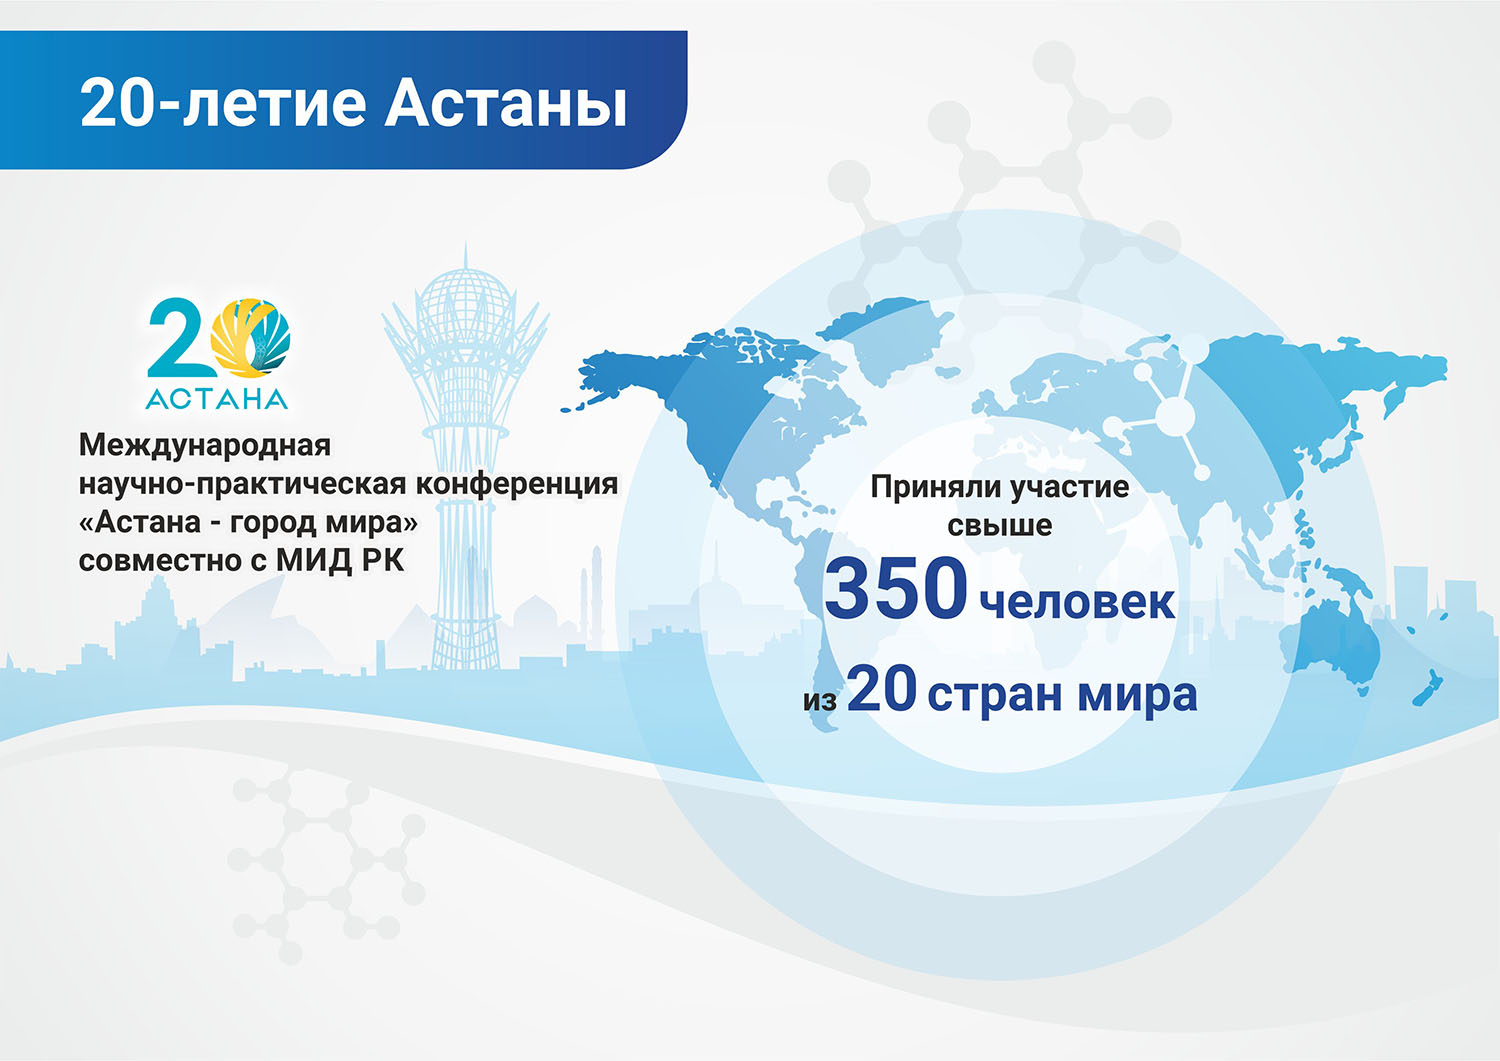 20-летие Астаны
20
АСТАНА
Международная
научно-практическая конференция
«Астана - город мира»
совместно с МИД РК
Приняли участие
свыше
350 человек
из 20 стран мира